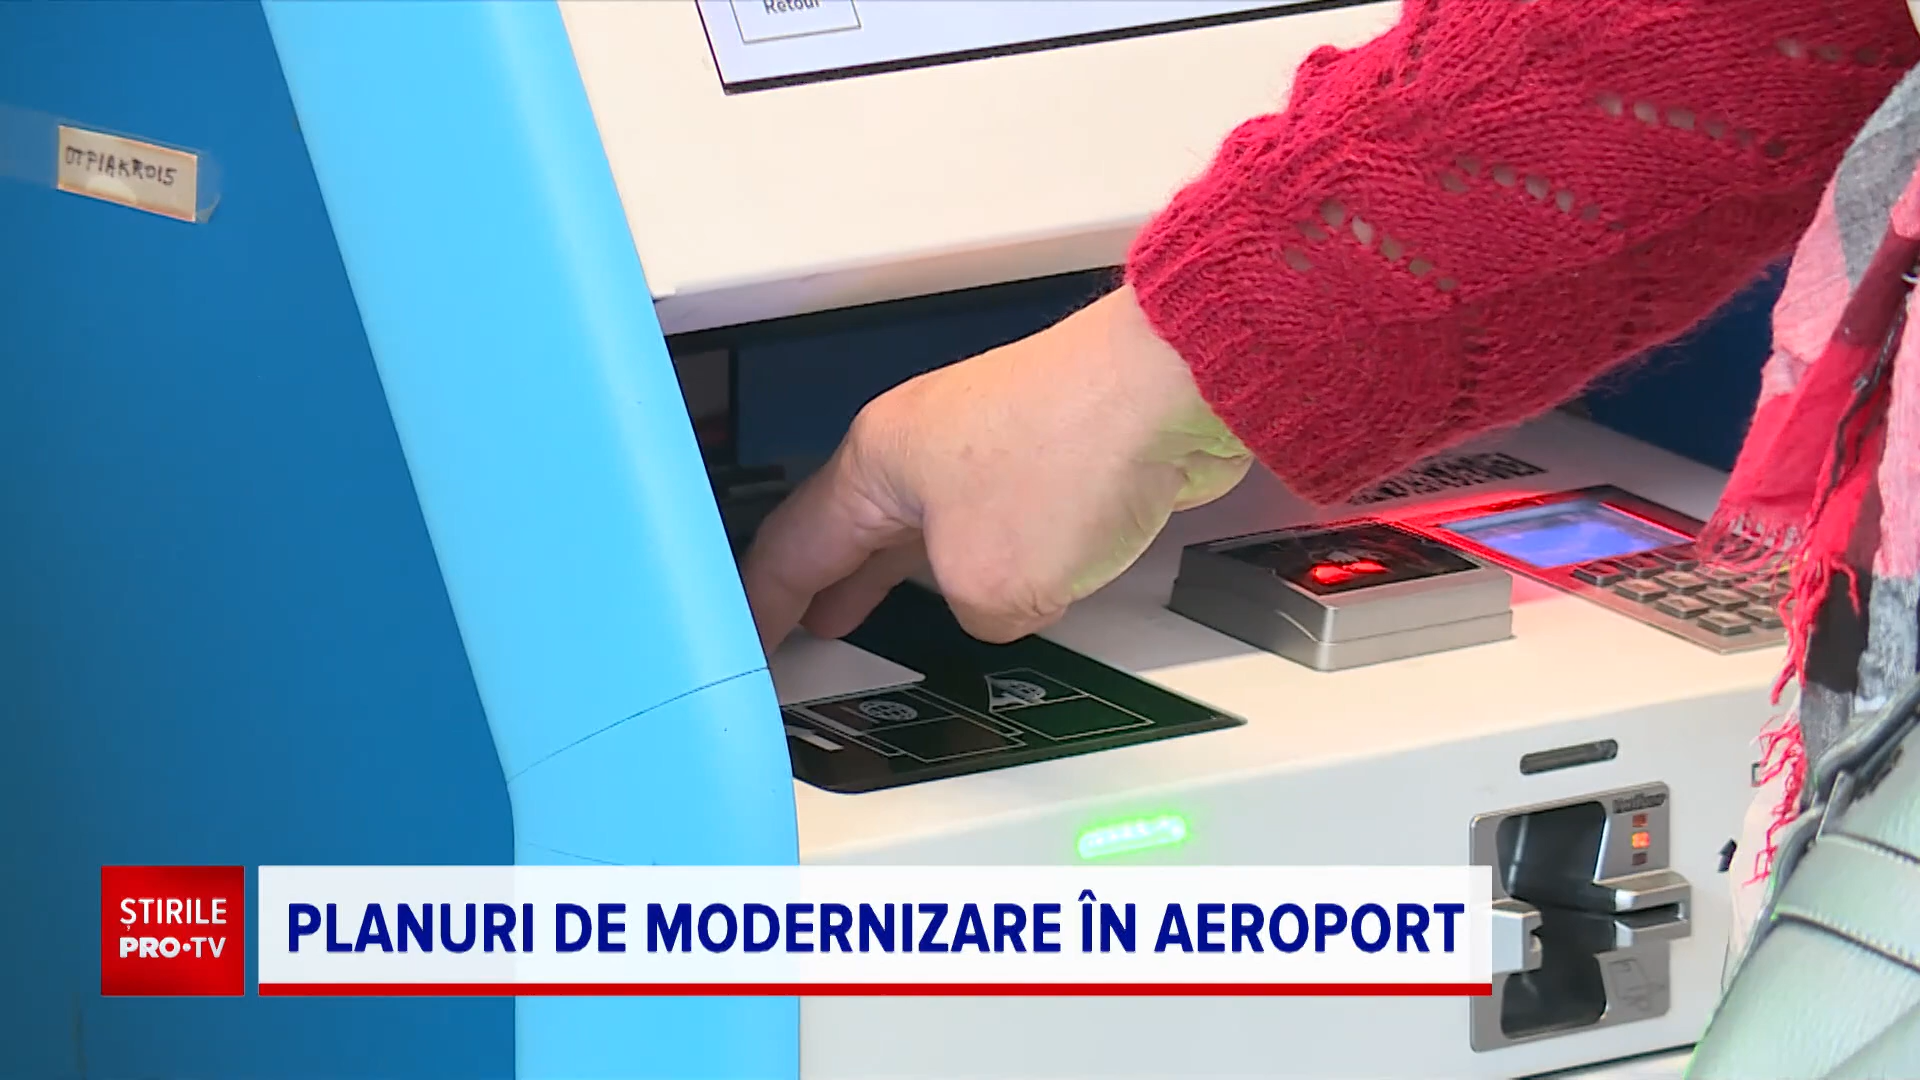 Retour
OTPIAKR015
ȘTIRILE
PRO•TV
PLANURI DE MODERNIZARE ÎN AEROPORT